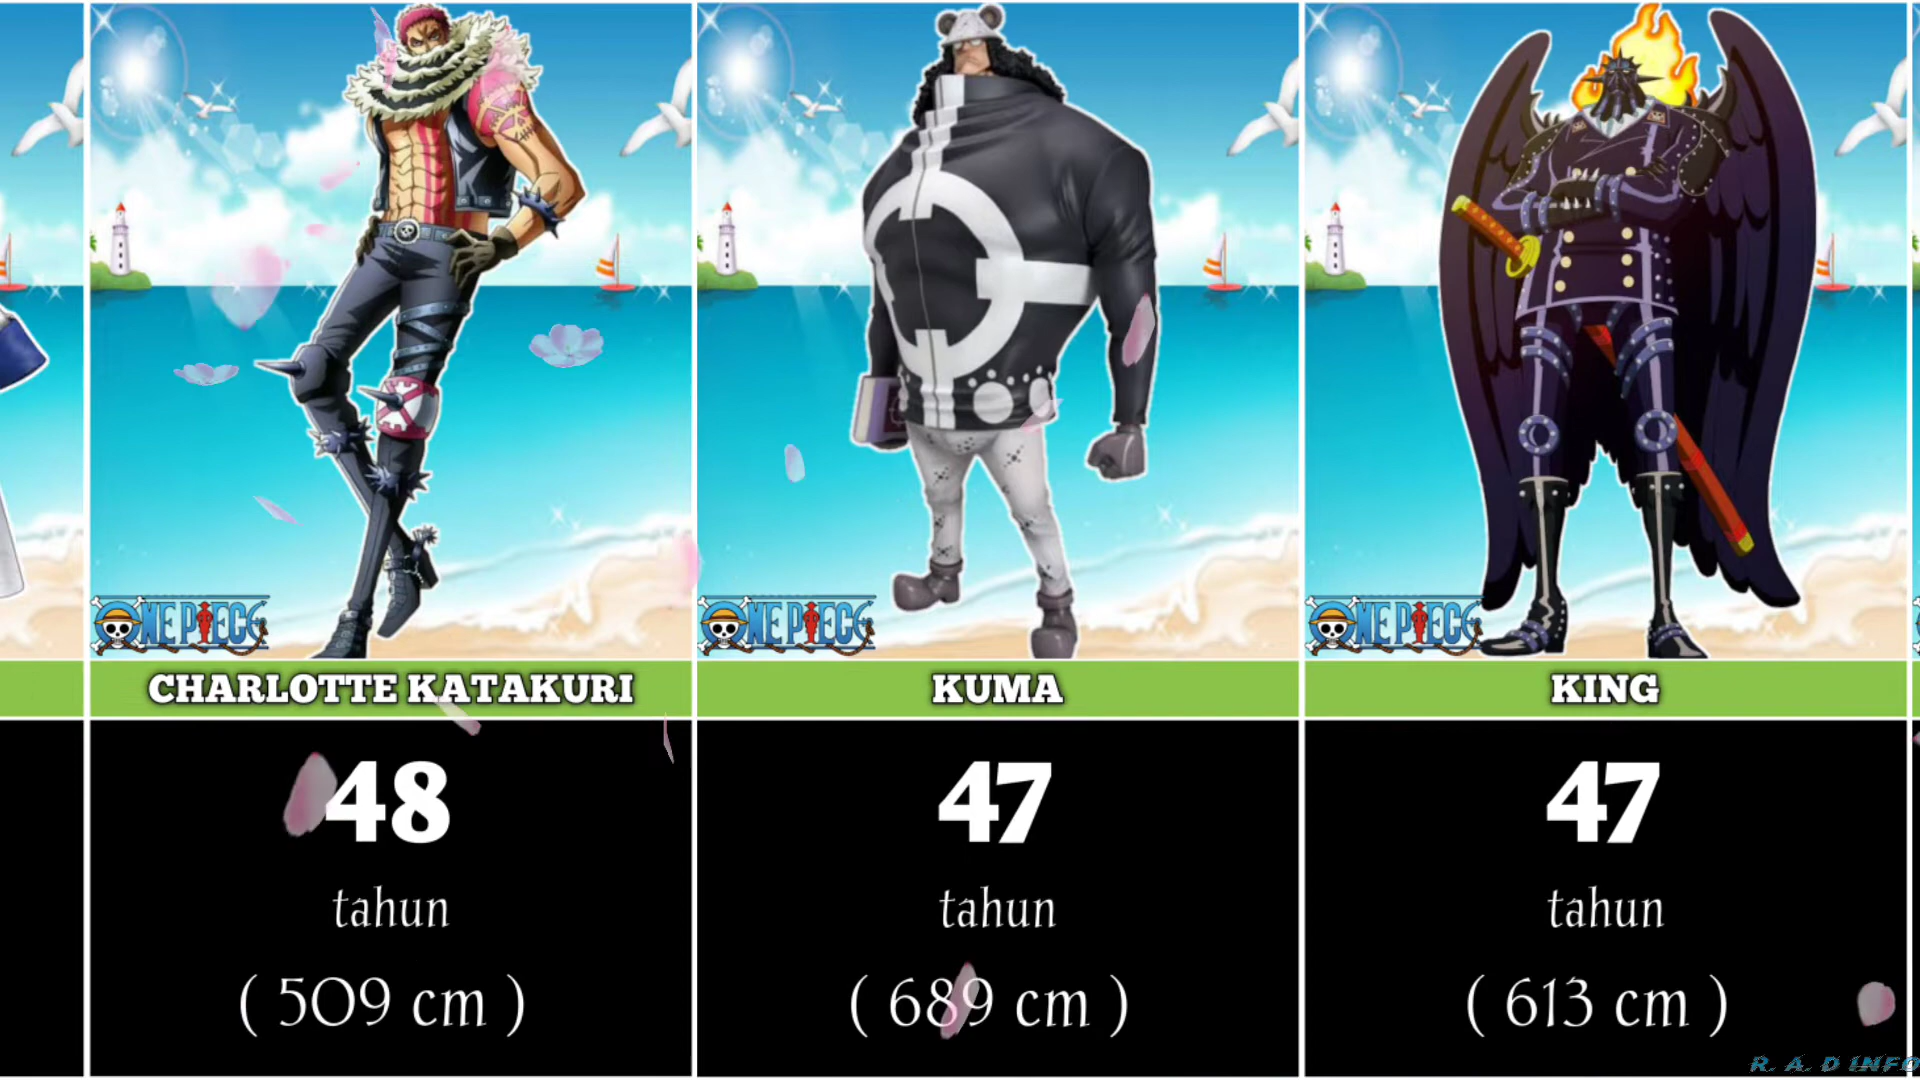 ONE PIECE
ONE PIECE
ONE PIECE
CHARLOTTE KATAKURI
KUMA
KING
48
47
47
tahun
tahun
tahun
( 509 cm )
( 689 cm )
( 613 cm )
R. A. D INFO